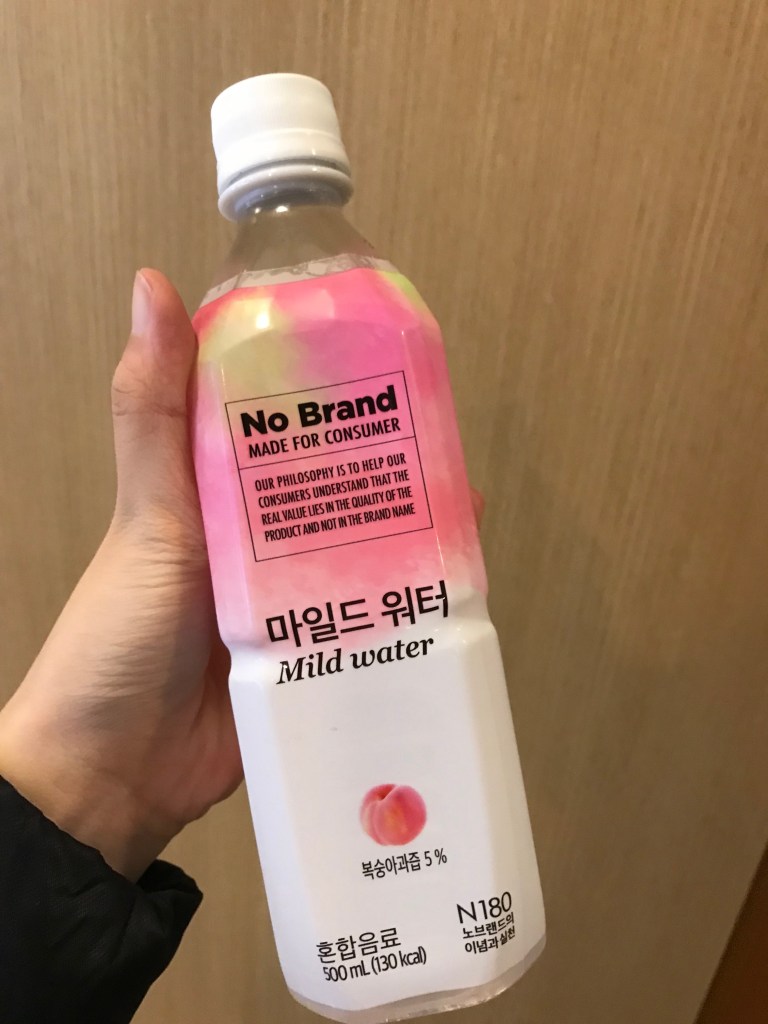 No Brand
MADE FOR CONSUMER
OUR PHILOSOPHY IS TO HELP OUR
CONSUMERS UNDERSTAND THAT THE
REAL VALUE LIES IN THE QUALITY OF THE
PRODUCT AND NOT IN THE BRAND NAME
마일드 워터
Mild water
복숭아과즙 5 %
혼합음료
500 mL (130 kcal)
N180
노브랜드의
이념과 실천